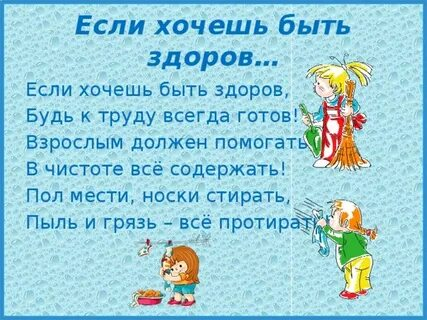 Если хочешь быть
здоров...
Если хочешь быть здоров,
Будь к труду всегда готов!
Взрослым должен помогать
В чистоте всё содержать!
Пол мести, носки стирать,
Пыль и грязь – всё протирать